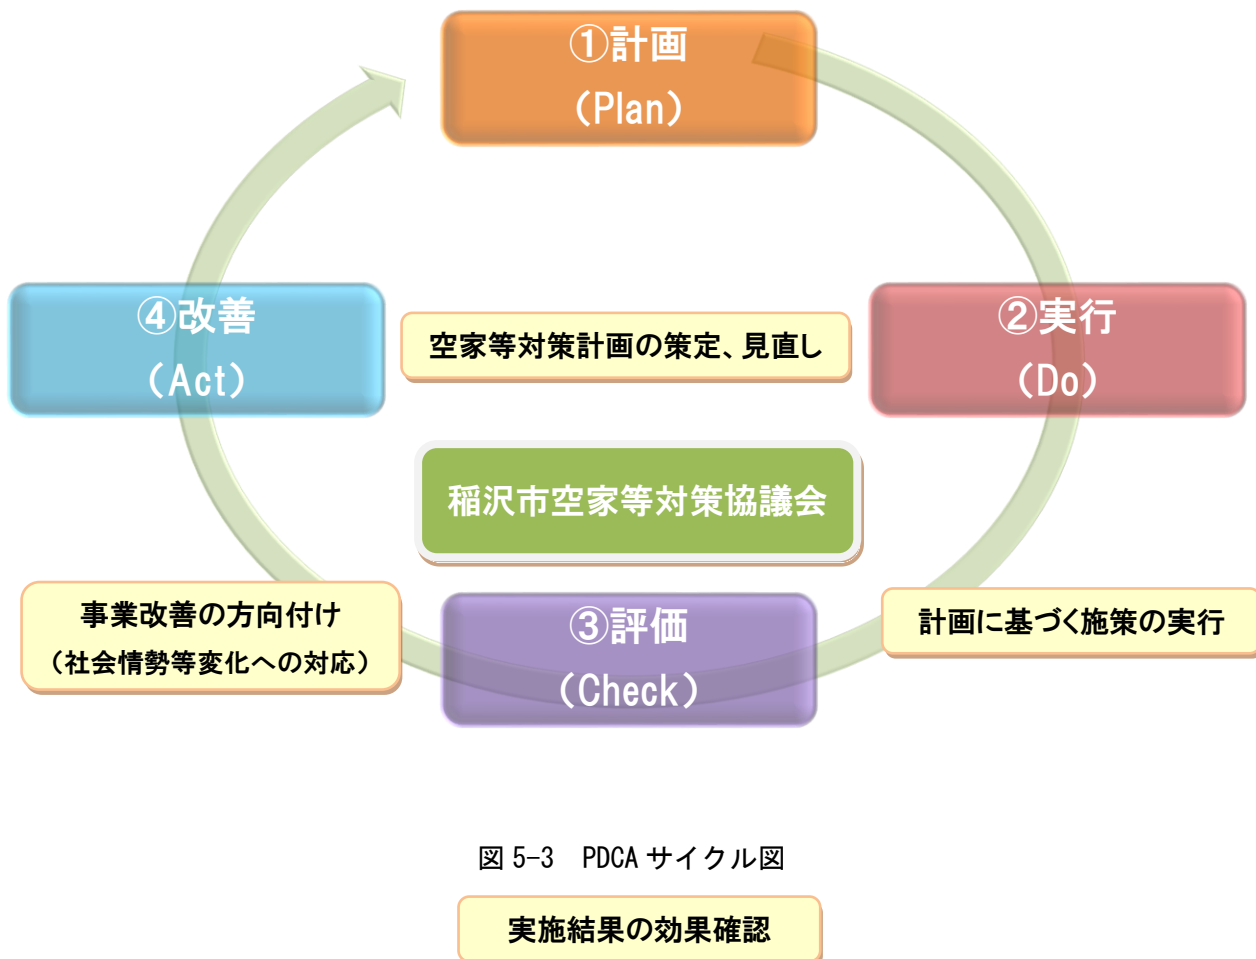 ①計画
（Plan）
④改善
（Act）
空家等対策計画の策定、見直し
②実行
（Do）
稲沢市空家等対策協議会
事業改善の方向付け
（社会情勢等変化への対応）
③評価
（Check）
計画に基づく施策の実行
図 5-3　PDCA サイクル図
実施結果の効果確認